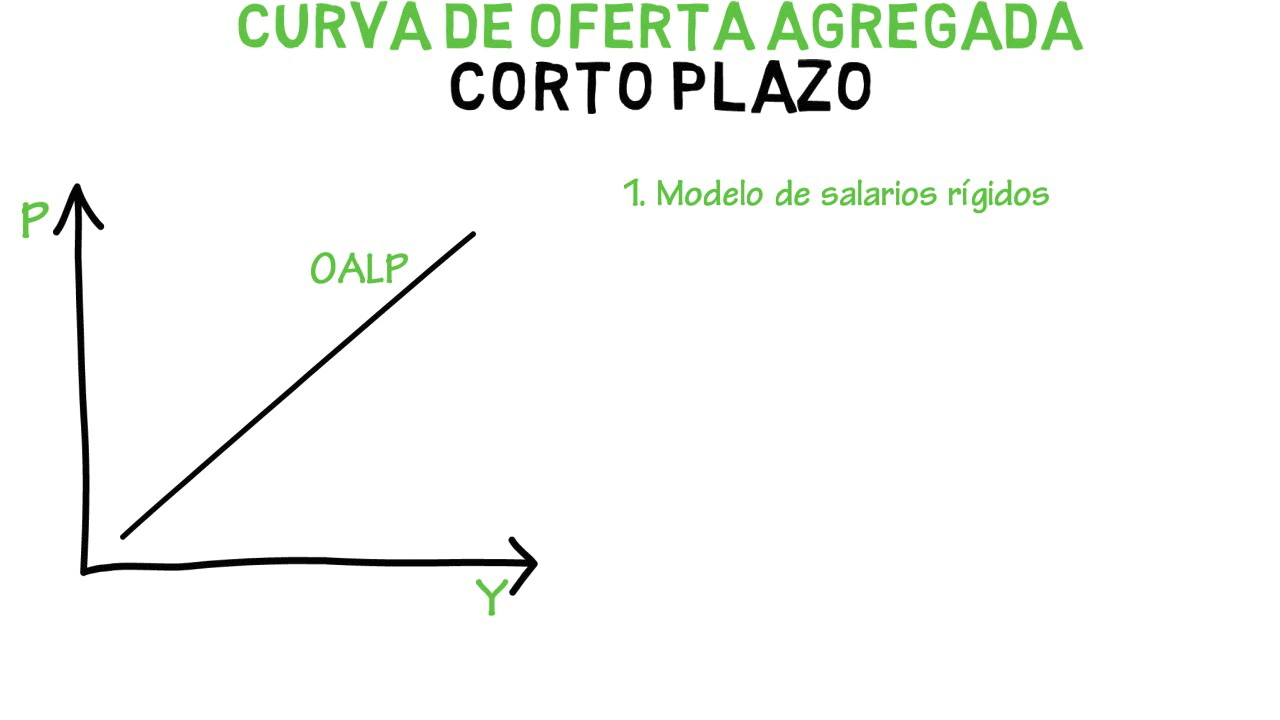 CURVA DE OFERTA AGREGADA
CORTO PLAZO
1. Modelo de salarios rígidos
P
OALP
Y